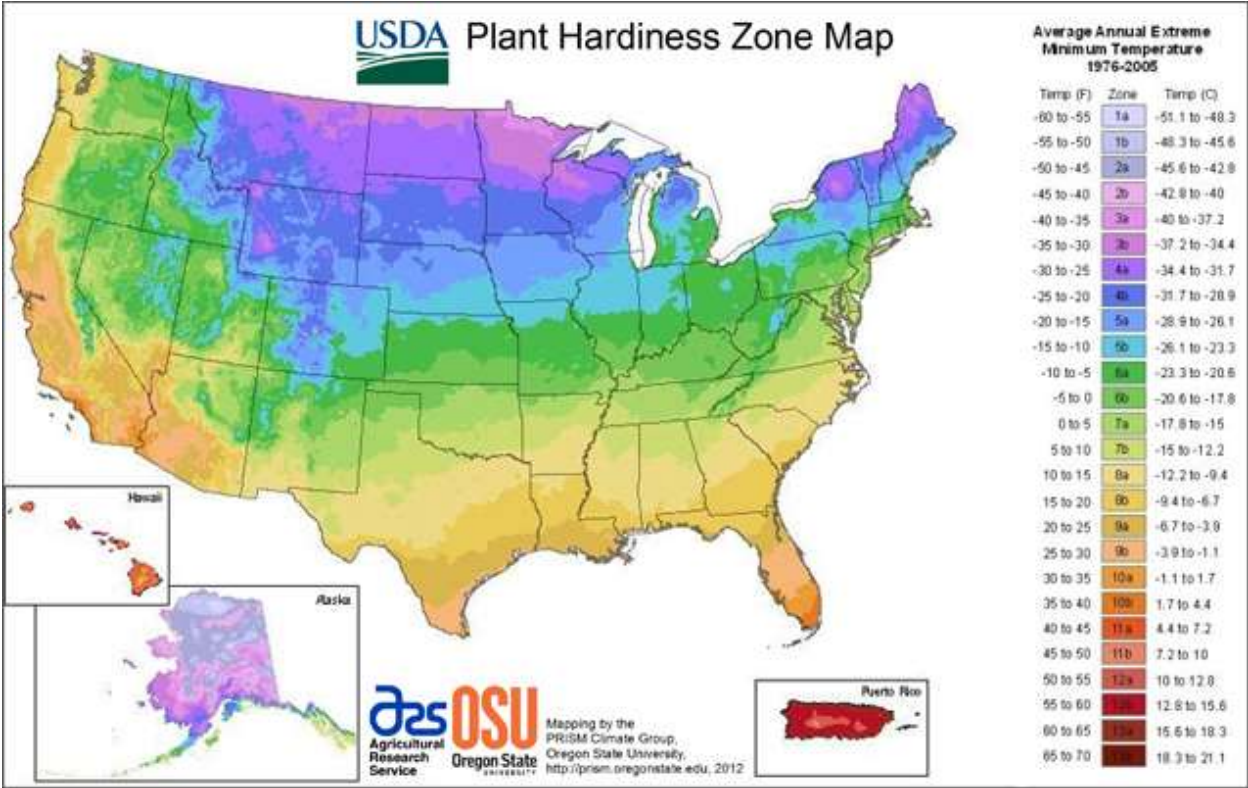 USDA
Plant Hardiness Zone Map
Average Annual Extreme
Minimum Temperature
1976-2005
Temp (F) Zone Temp (C)
-60 to -55 1a -51.1 to -48.3
-55 to -50 1b -48.3 to -45.6
-50 to -45 2a -45.6 to -42.8
-45 to -40 2b -42.8 to -40
-40 to -35 3a -40 to -37.2
-35 to -30 3b -37.2 to -34.4
-30 to -25 4a -34.4 to -31.7
-25 to -20 4b -31.7 to -28.9
-20 to -15 5a -28.9 to -26.1
-15 to -10 5b -26.1 to -23.3
-10 to -5 6a -23.3 to -20.6
-5 to 0 6b -20.6 to -17.8
0 to 5 7a -17.8 to -15
5 to 10 7b -15 to -12.2
10 to 15 8a -12.2 to -9.4
15 to 20 8b -9.4 to -6.7
20 to 25 9a -6.7 to -3.9
25 to 30 9b -3.9 to -1.1
30 to 35 10a -1.1 to 1.7
35 to 40 10b 1.7 to 4.4
40 to 45 11a 4.4 to 7.2
45 to 50 11b 7.2 to 10
50 to 55 12a 10 to 12.8
55 to 60 12b 12.8 to 15.6
60 to 65 13a 15.6 to 18.3
65 to 70 13b 18.3 to 21.1
Hawaii
Alaska
Puerto Rico
ars
Agricultural
Research
Service
OSU
Oregon State
UNIVERSITY
Mapping by the
PRISM Climate Group,
Oregon State University,
http://prism.oregonstate.edu, 2012